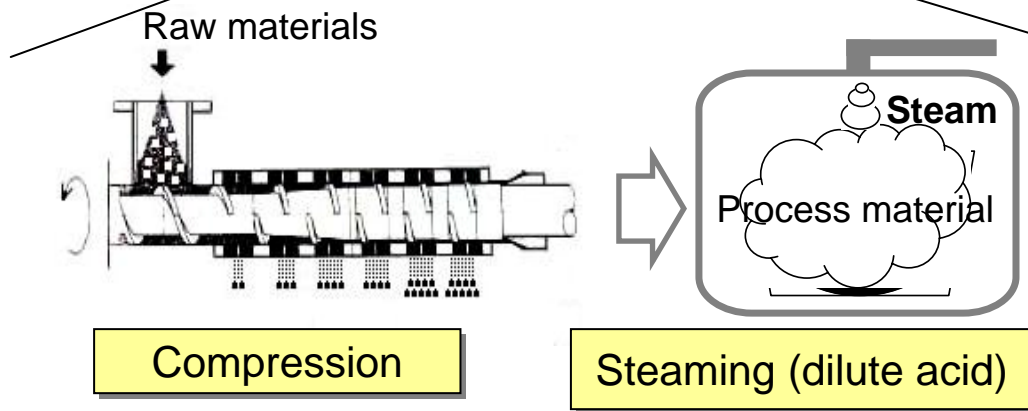 Raw materials
Steam
Process material
Compression
Steaming (dilute acid)